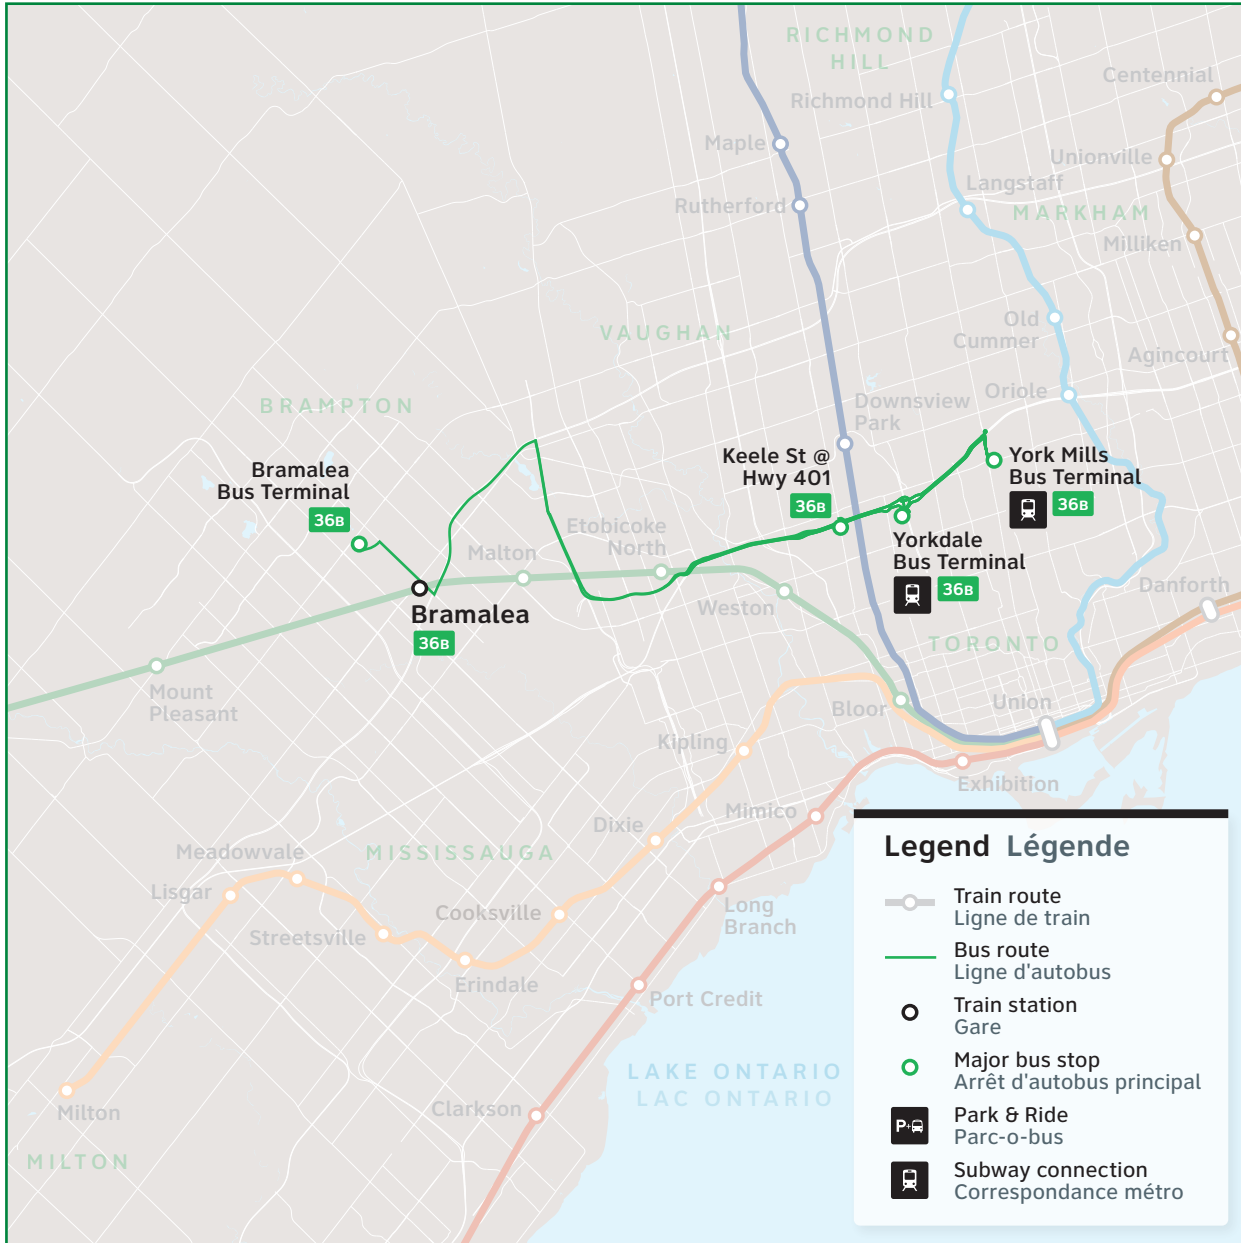 RICHMOND
HILL
Centennial
Richmond Hill
Maple
Unionville
Langstaff
Rutherford
MARKHAM
Milliken
Old
Cummer
VAUGHAN
Agincourt
Oriole
BRAMPTON
Downsview
Park
Keele St @
Hwy 401
36B
York Mills
Bus Terminal
36B
Bramalea
Bus Terminal
36B
Etobicoke
North
Malton
Yorkdale
Bus Terminal
36B
Danforth
Weston
Bramalea
36B
TORONTO
Mount
Pleasant
Union
Bloor
Kipling
Exhibition
Mimico
Dixie
Meadowvale
MISSISSAUGA
Lisgar
Cooksville
Long
Branch
Streetsville
Erindale
Port Credit
LAKE ONTARIO
LAC ONTARIO
Clarkson
Milton
MILTON
Legend Légende
Train route
Ligne de train
Bus route
Ligne d'autobus
Train station
Gare
Major bus stop
Arrêt d'autobus principal
P+
Park & Ride
Parc-o-bus
Subway connection
Correspondance métro